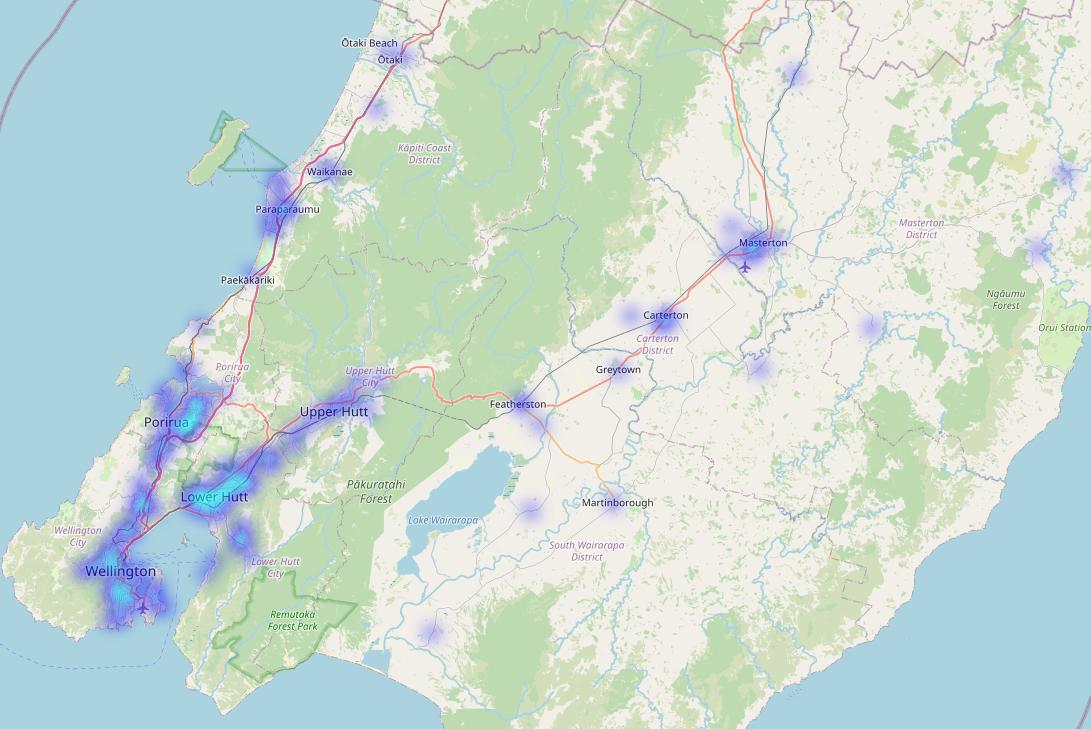 Ōtaki Beach
Ōtaki
Kāpiti Coast
District
Waikanae
Paraparaumu
Masterton
District
Masterton
Paekākāriki
Ngāumu
Forest
Carterton
Orui Station
Carterton
District
Porirua
City
Upper Hutt
City
Greytown
Featherston
Upper Hutt
Porirua
Pākuratahi
Forest
Lower Hutt
Martinborough
Lake Wairarapa
Wellington
City
South Wairarapa
District
Lower Hutt
City
Wellington
Remutaka
Forest Park